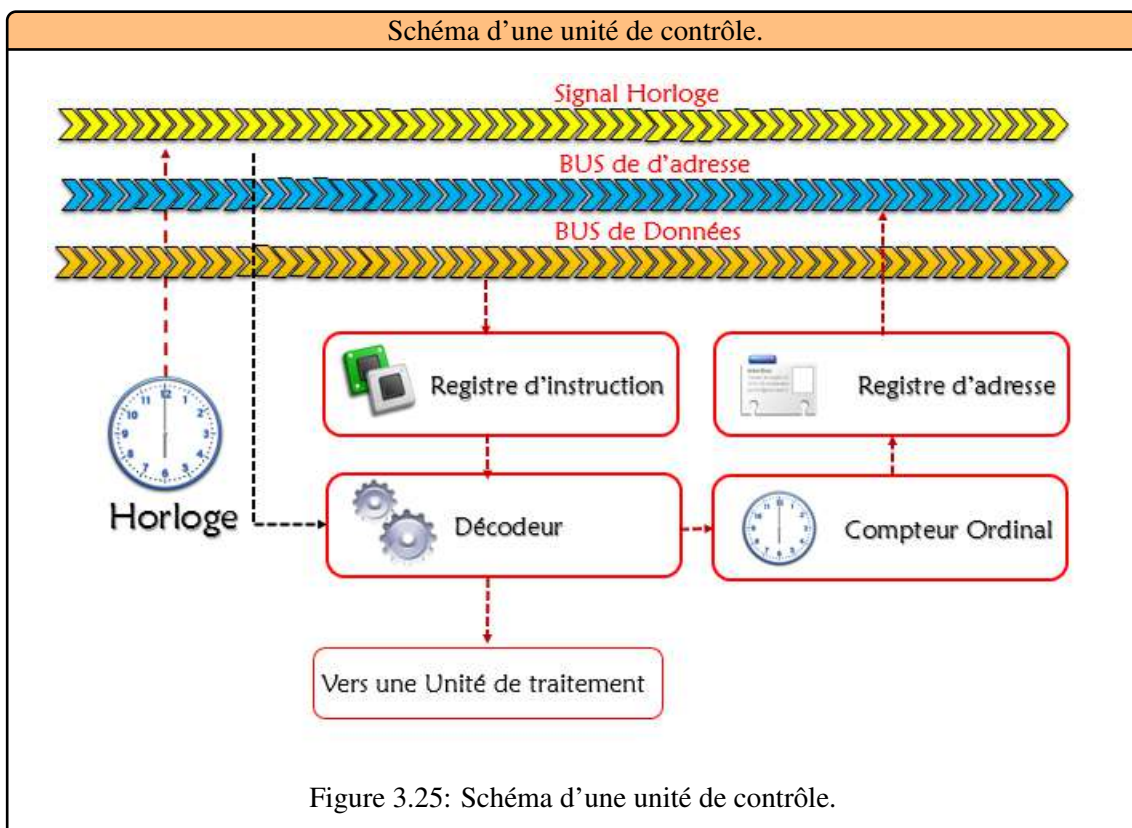 Schéma d'une unité de contrôle.
Signal Horloge
BUS de d'adresse
BUS de Données
Registre d'instruction
Registre d'adresse
Horloge
Décodeur
Compteur Ordinal
Vers une Unité de traitement
Figure 3.25: Schéma d'une unité de contrôle.